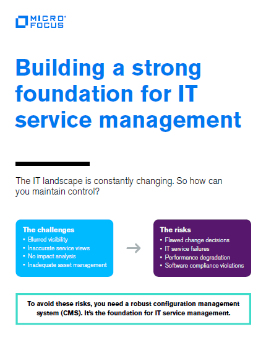 MICRO
FOCUS
Building a strong
foundation for IT
service management
The IT landscape is constantly changing. So how can
you maintain control?
The challenges
• Blurred visibility
• Inaccurate service views
• No impact analysis
• Inadequate asset management
The risks
• Flawed change decisions
• IT service failures
• Performance degradation
• Software compliance violations
To avoid these risks, you need a robust configuration management
system (CMS). It's the foundation for IT service management.